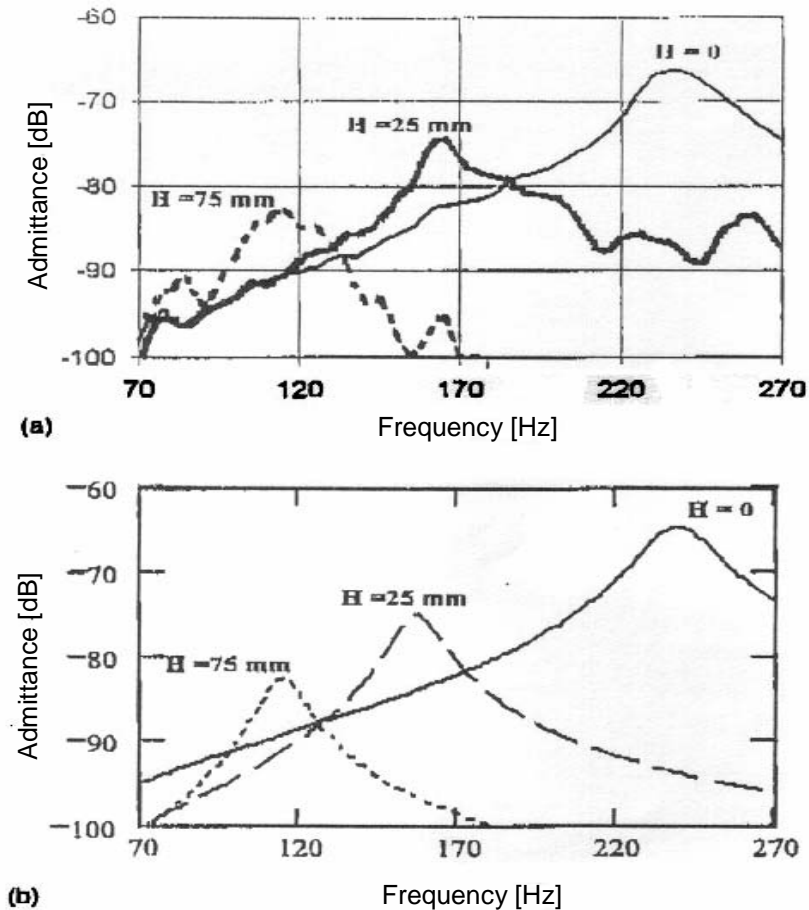 -60
H = 0
-70
H =25 mm
-80
H =75 mm
-90
-100
Admittance [dB]
70 120 170 220 270
(a) Frequency [Hz]
-60
H = 0
-70
H =25 mm
-80
H =75 mm
-90
-100
Admittance [dB]
70 120 170 220 270
(b) Frequency [Hz]